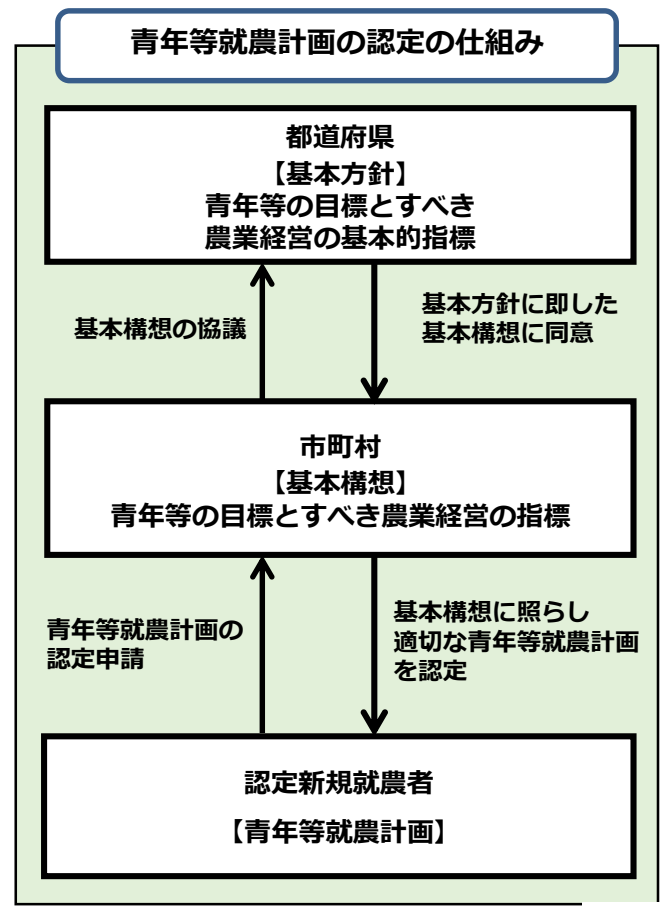 青年等就農計画の認定の仕組み
都道府県
【基本方針】
青年等の目標とすべき
農業経営の基本的指標
基本構想の協議
基本方針に即した
基本構想に同意
市町村
【基本構想】
青年等の目標とすべき農業経営の指標
青年等就農計画の
認定申請
基本構想に照らし
適切な青年等就農計画
を認定
認定新規就農者
【青年等就農計画】